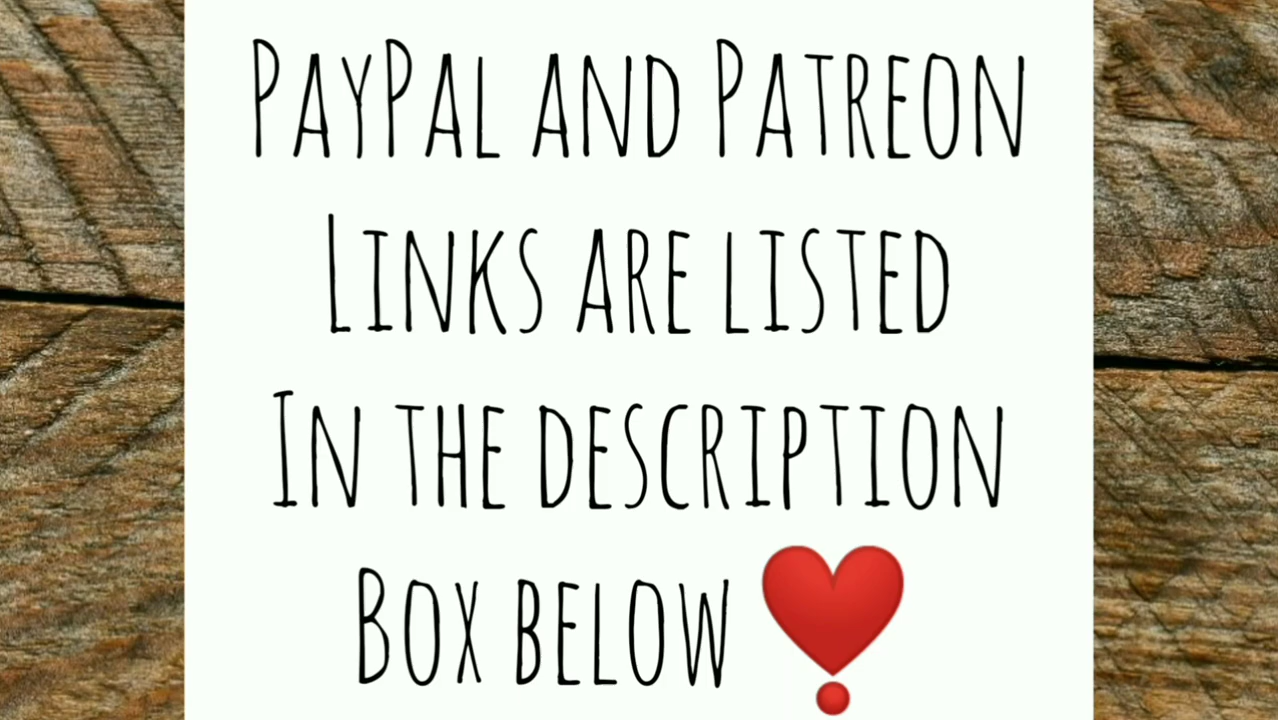 PayPal and Patreon
Links are listed
In the description
Box below ❣